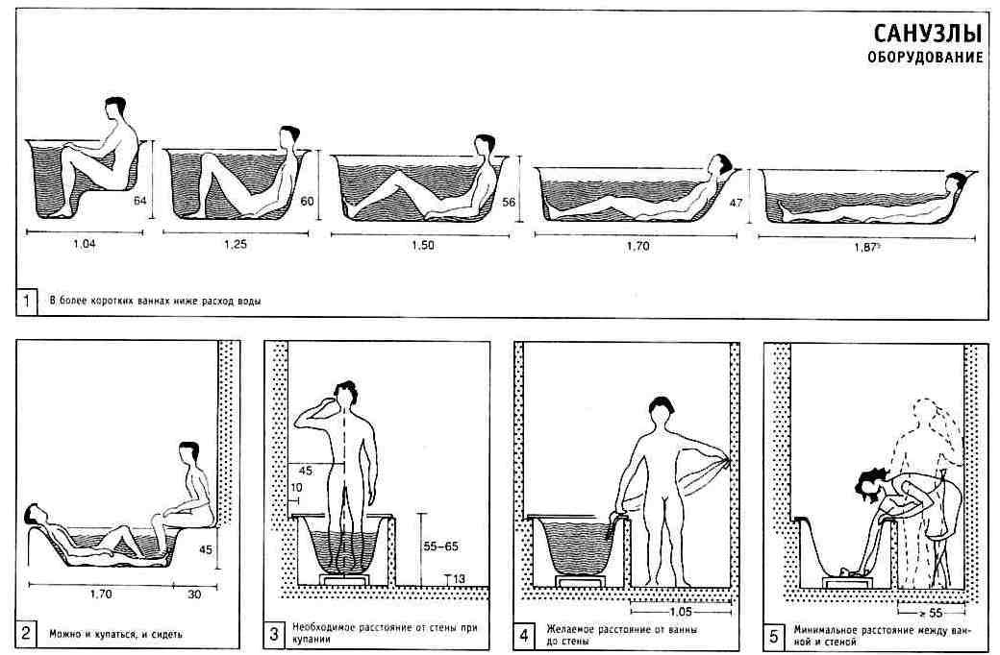 САНУЗЛЫ
ОБОРУДОВАНИЕ
64
60
56
47
1,04
1,25
1,50
1,70
1,87⁵
1 В более коротких ваннах ниже расход воды
45
1,70
30
2 Можно и купаться, и сидеть
45
10
55–65
13
3 Необходимое расстояние от стены при
купании
1,05
4 Желаемое расстояние от ванны
до стены
≥ 55
5 Минимальное расстояние между ван-
ной и стеной